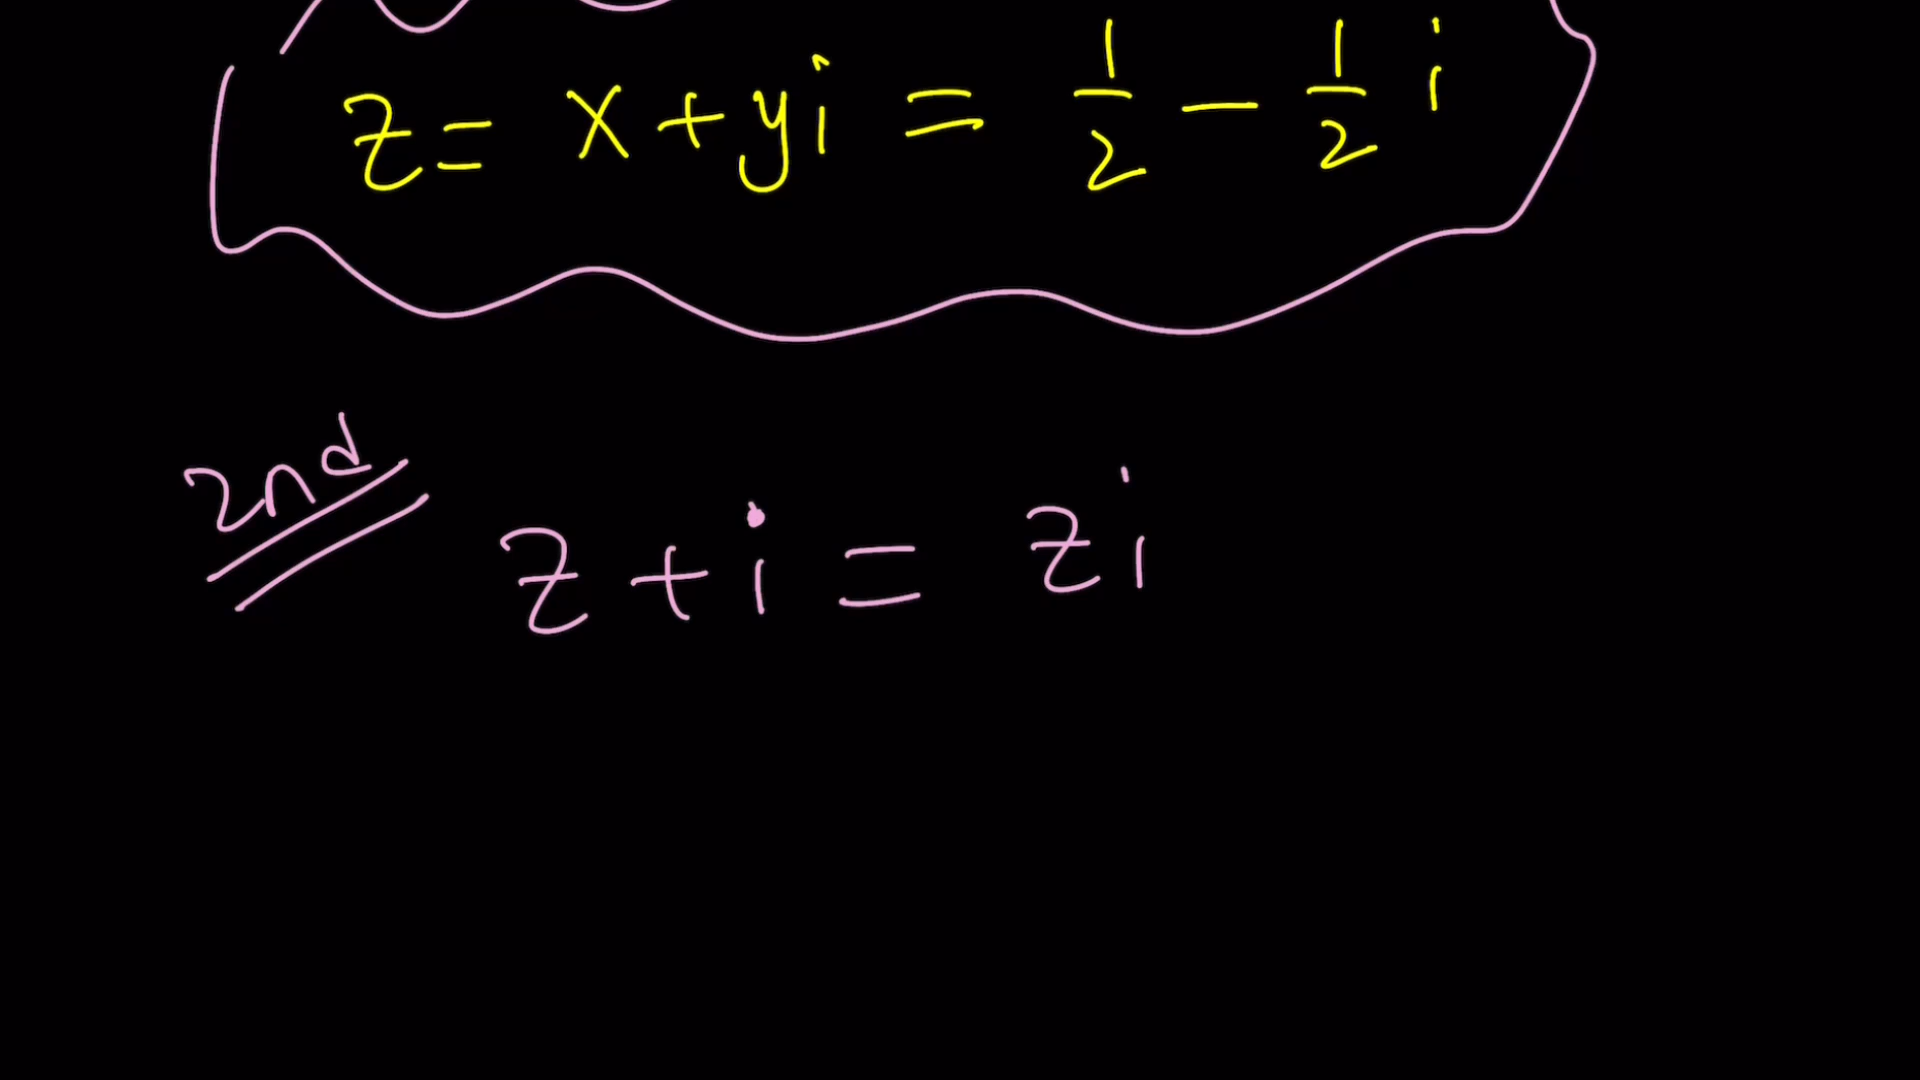 z = x + yi = 1/2 - 1/2 i
2nd
z + i = zi